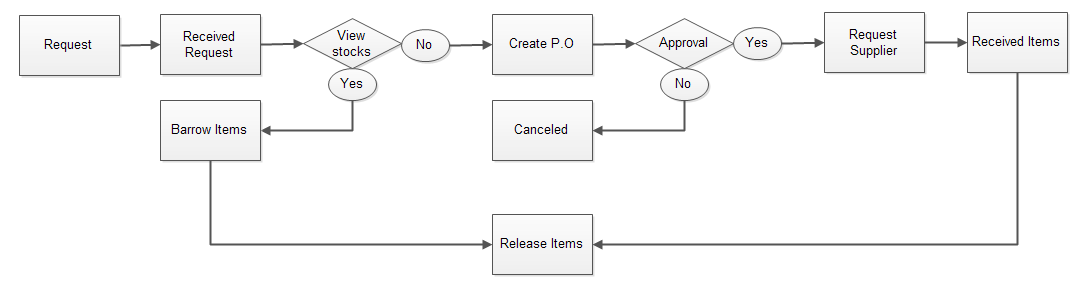 Request
Received
Request
View
stocks
No
Yes
Create P.O
Approval
Yes
No
Request
Supplier
Received Items
Barrow Items
Canceled
Release Items